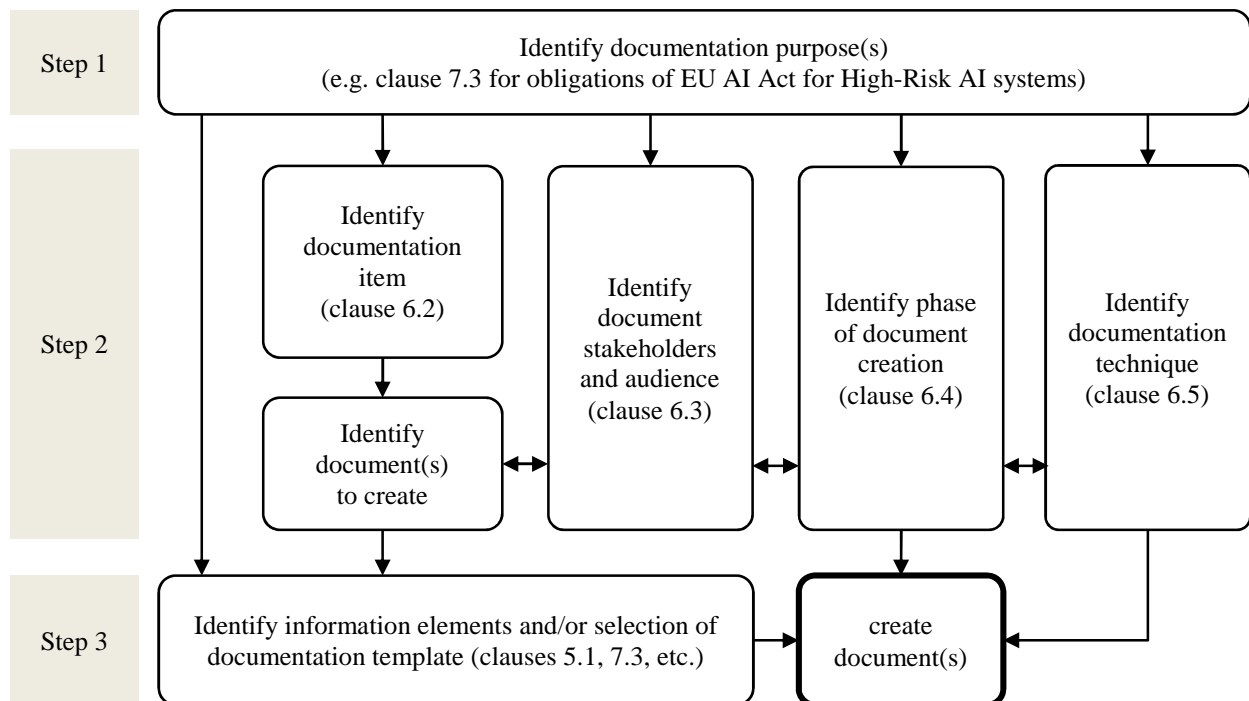 Step 1
Identify documentation purpose(s)
(e.g. clause 7.3 for obligations of EU AI Act for High-Risk AI systems)
Step 2
Identify
documentation
item
(clause 6.2)
Identify
document(s)
to create
Identify
document
stakeholders
and audience
(clause 6.3)
Identify phase
of document
creation
(clause 6.4)
Identify
documentation
technique
(clause 6.5)
Step 3
Identify information elements and/or selection of
documentation template (clauses 5.1, 7.3, etc.)
create
document(s)